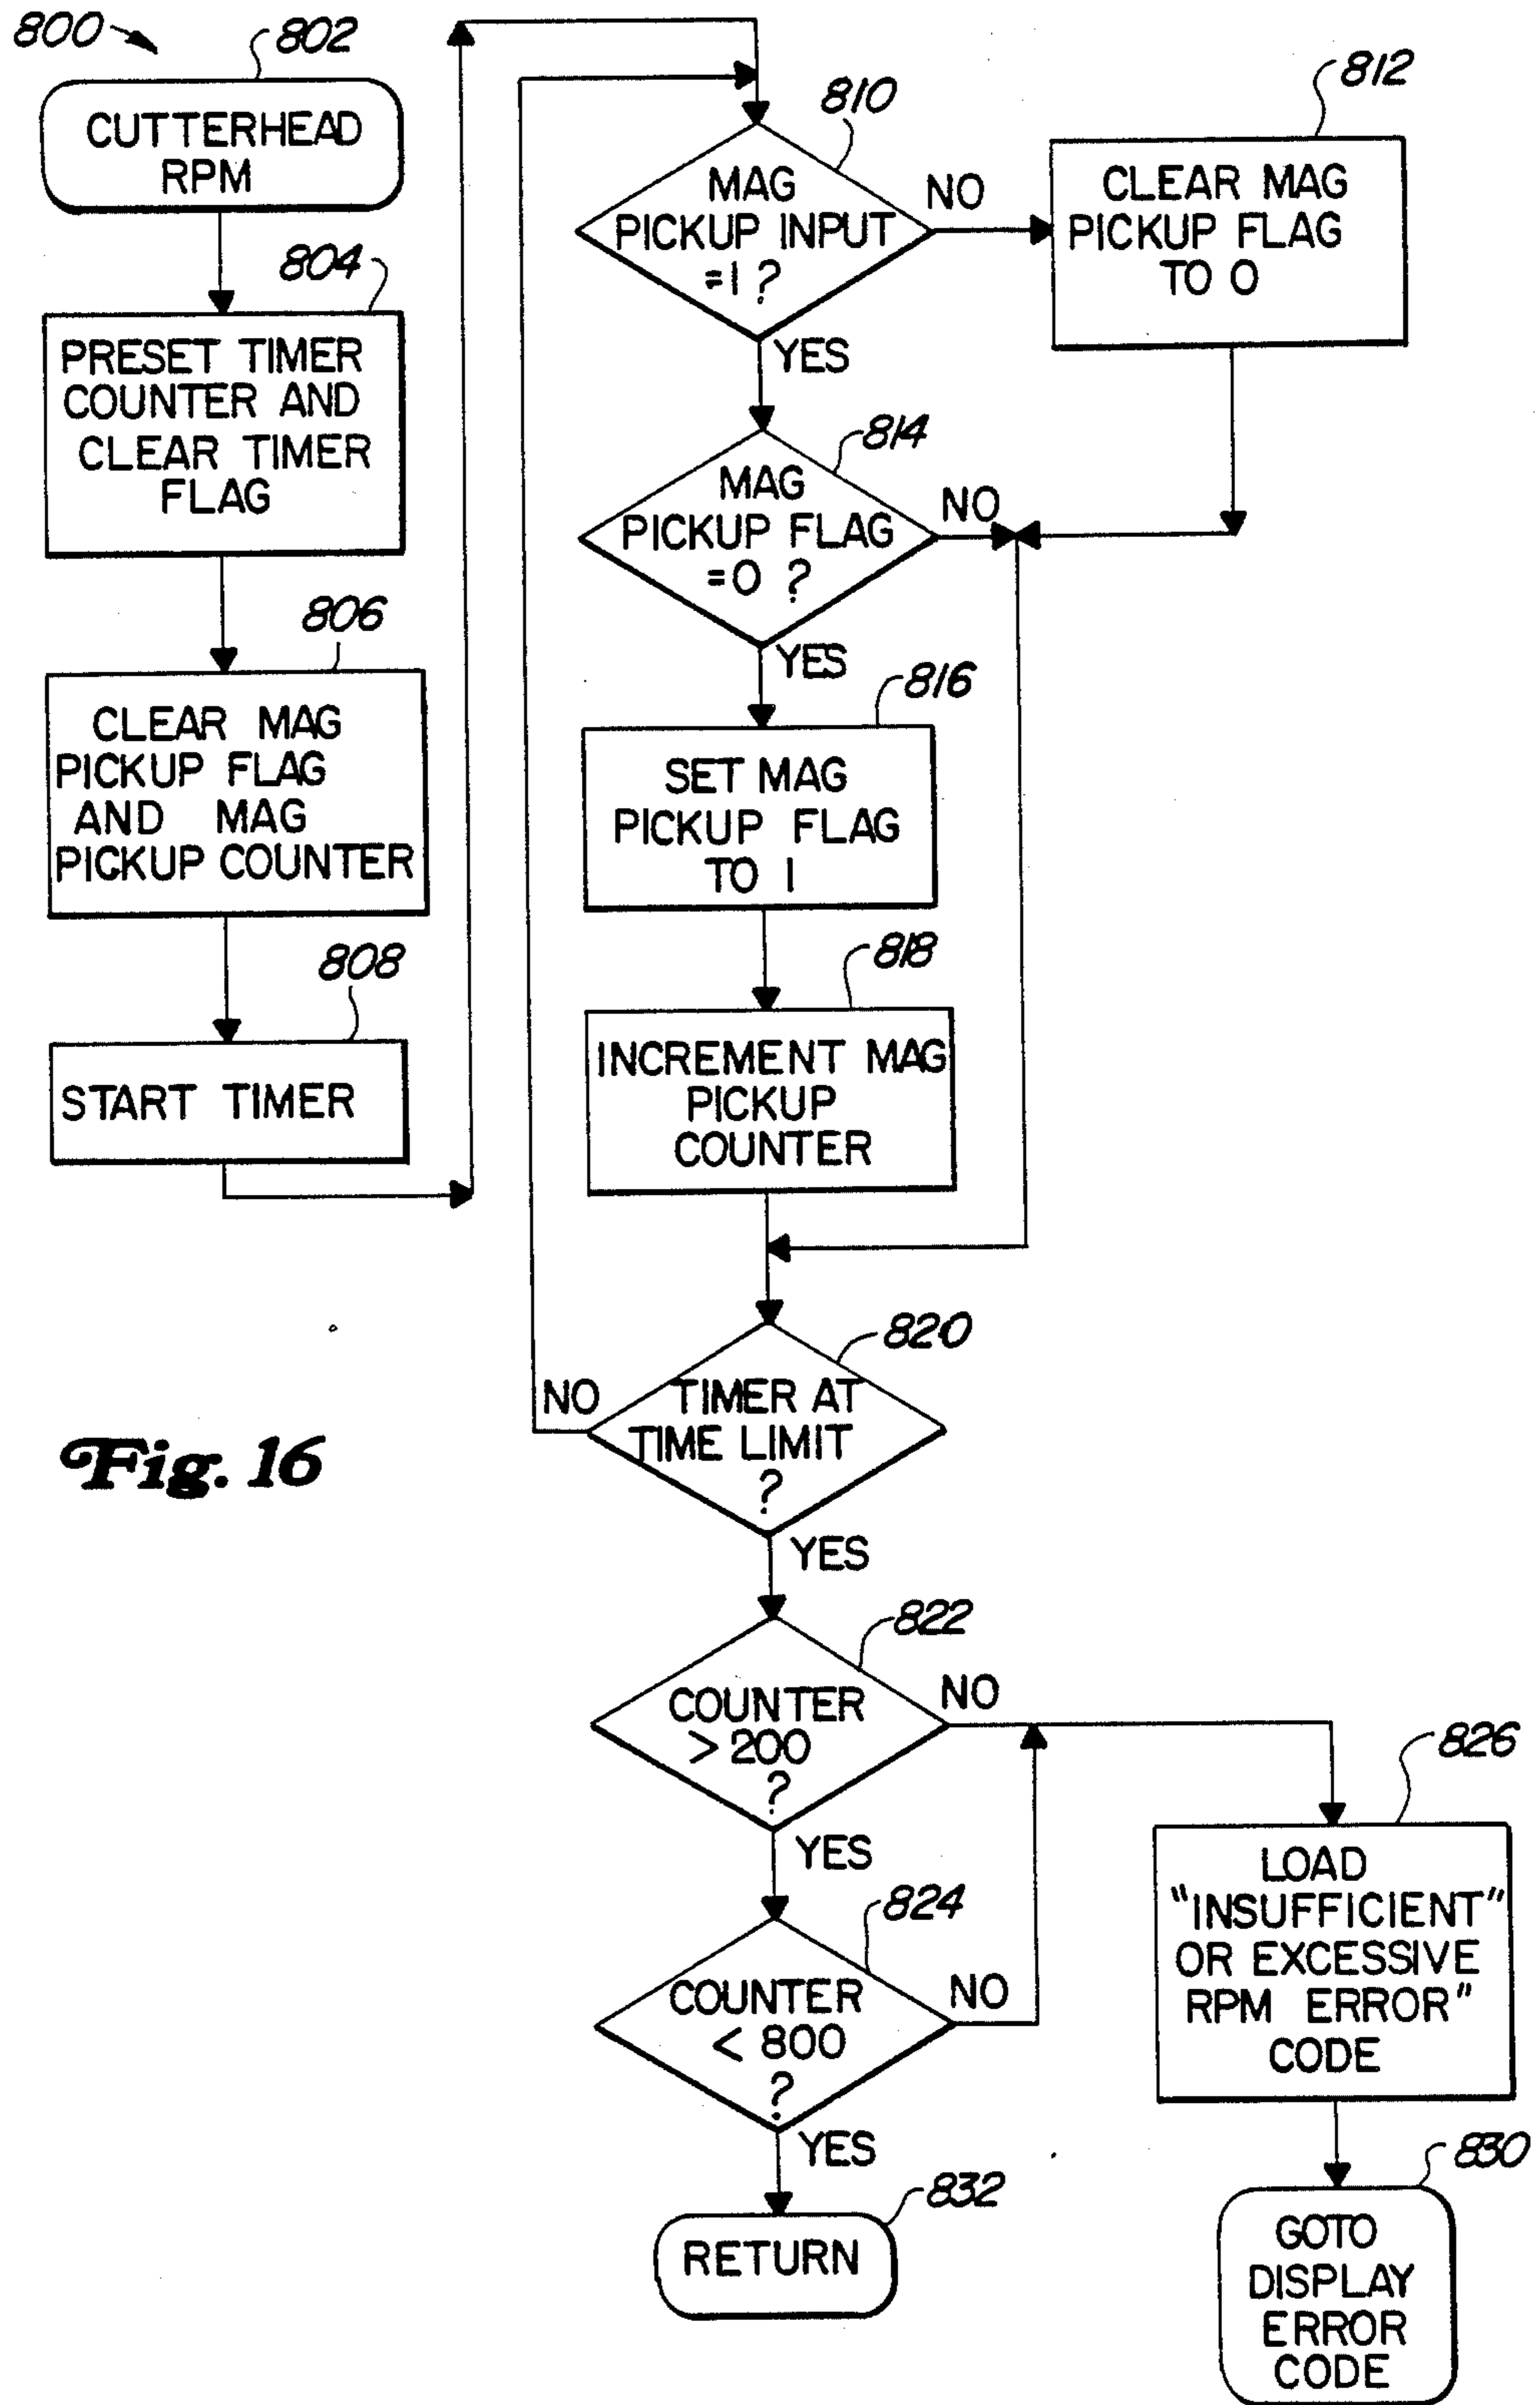 800
802
CUTTERHEAD
RPM
804
PRESET TIMER
COUNTER AND
CLEAR TIMER
FLAG
806
CLEAR MAG
PICKUP FLAG
AND MAG
PICKUP COUNTER
808
START TIMER
810
MAG
PICKUP INPUT
=1 ?
NO
YES
812
CLEAR MAG
PICKUP FLAG
TO 0
814
MAG
PICKUP FLAG
=0 ?
NO
YES
816
SET MAG
PICKUP FLAG
TO 1
818
INCREMENT MAG
PICKUP
COUNTER
820
TIMER AT
TIME LIMIT
?
NO
YES
822
COUNTER
> 200
?
NO
YES
824
COUNTER
< 800
?
NO
YES
826
LOAD
"INSUFFICIENT"
OR EXCESSIVE
RPM ERROR"
CODE
830
GOTO
DISPLAY
ERROR
CODE
832
RETURN
Fig. 16